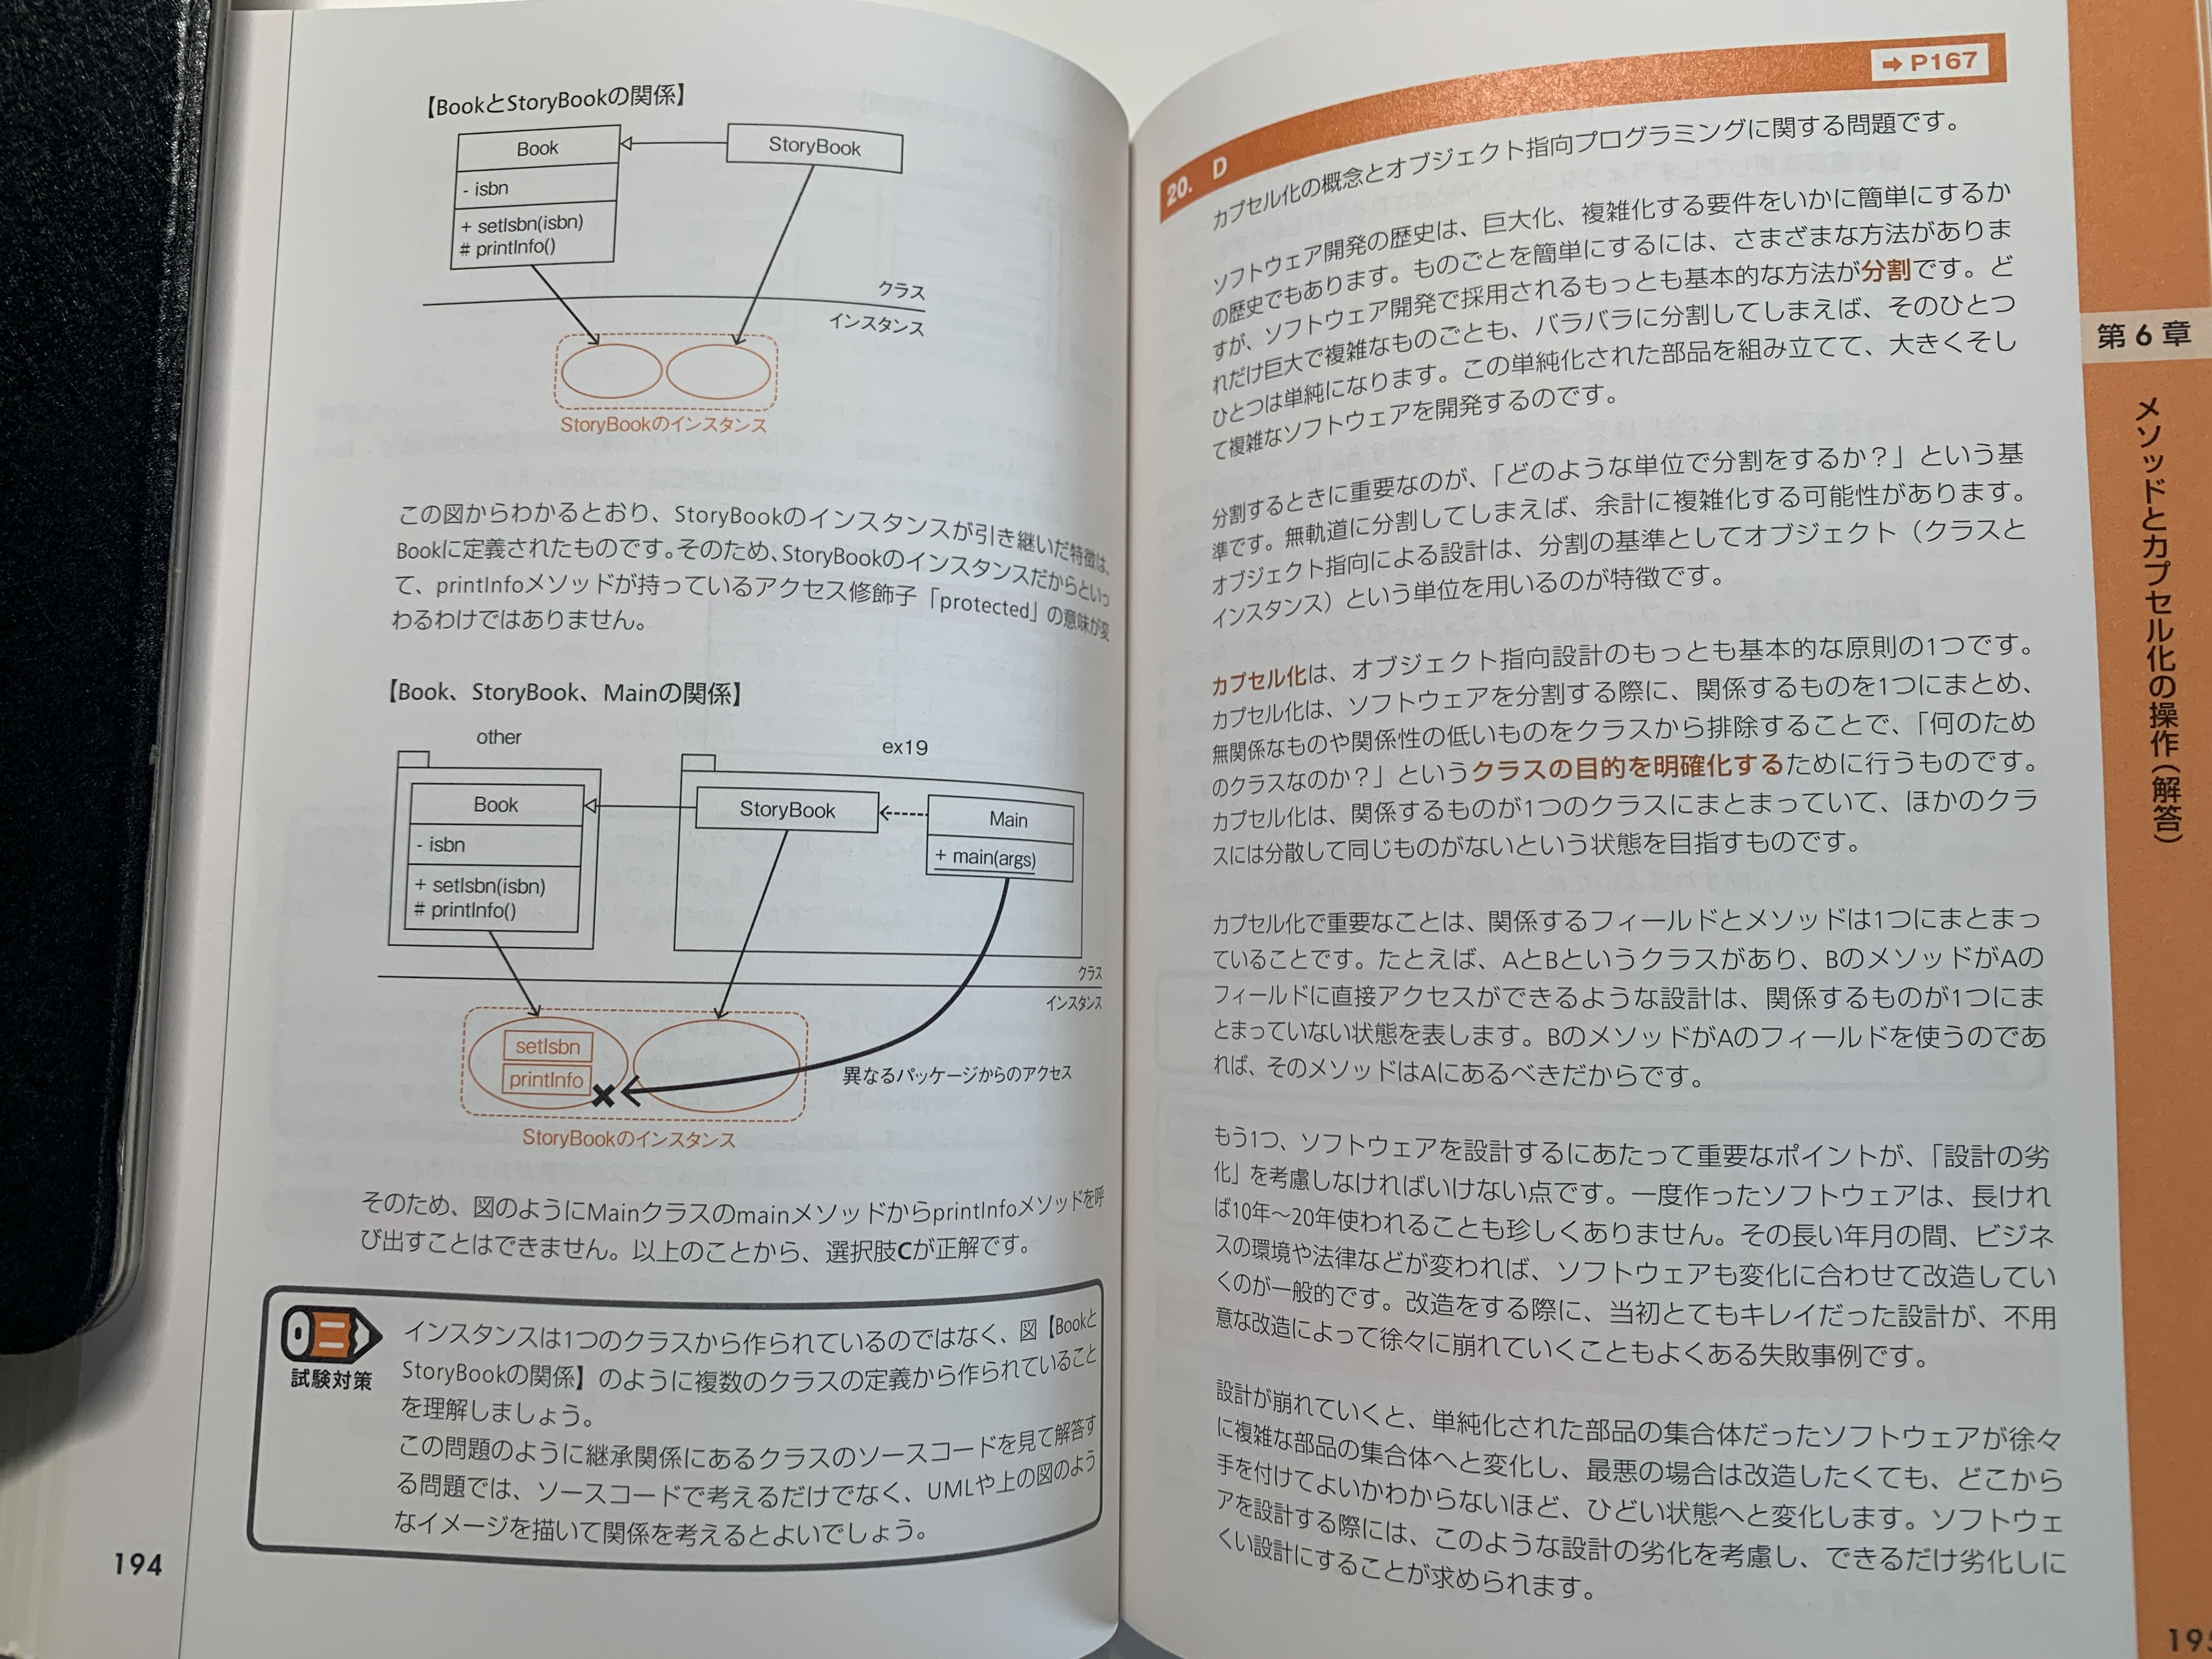 【BookとStoryBookの関係】
Book
StoryBook
- isbn
+ setIsbn(isbn)
# printInfo()
クラス
インスタンス
StoryBookのインスタンス
この図からわかるとおり、StoryBookのインスタンスが引き継いだ特徴は、
Bookに定義されたものです。そのため、StoryBookのインスタンスだからといっ
て、printInfoメソッドが持っているアクセス修飾子「protected」の意味が変
わるわけではありません。
【Book、StoryBook、Mainの関係】
other
ex19
Book
StoryBook
Main
- isbn
+ main(args)
+ setIsbn(isbn)
# printInfo()
クラス
インスタンス
setIsbn
printInfo
異なるパッケージからのアクセス
StoryBookのインスタンス
そのため、図のようにMainクラスのmainメソッドからprintInfoメソッドを呼
び出すことはできません。以上のことから、選択肢Cが正解です。
試験対策
インスタンスは1つのクラスから作られているのではなく、図【Bookと
StoryBookの関係】のように複数のクラスの定義から作られていること
を理解しましょう。
この問題のように継承関係にあるクラスのソースコードを見て解答す
る問題では、ソースコードで考えるだけでなく、UMLや上の図のよう
なイメージを描いて関係を考えるとよいでしょう。
194
➡ P167
20. D
カプセル化の概念とオブジェクト指向プログラミングに関する問題です。
ソフトウェア開発の歴史は、巨大化、複雑化する要件をいかに簡単にするか
の歴史でもあります。ものごとを簡単にするには、さまざまな方法がありま
すが、ソフトウェア開発で採用されるもっとも基本的な方法が分割です。ど
れだけ巨大で複雑なものごとも、バラバラに分割してしまえば、そのひとつ
ひとつは単純になります。この単純化された部品を組み立てて、大きくそし
て複雑なソフトウェアを開発するのです。
分割するときに重要なのが、「どのような単位で分割をするか？」という基
準です。無軌道に分割してしまえば、余計に複雑化する可能性があります。
オブジェクト指向による設計は、分割の基準としてオブジェクト（クラスと
インスタンス）という単位を用いるのが特徴です。
カプセル化は、オブジェクト指向設計のもっとも基本的な原則の1つです。
カプセル化は、ソフトウェアを分割する際に、関係するものを1つにまとめ、
無関係なものや関係性の低いものをクラスから排除することで、「何のため
のクラスなのか？」というクラスの目的を明確化するために行うものです。
カプセル化は、関係するものが1つのクラスにまとまっていて、ほかのクラ
スには分散して同じものがないという状態を目指すものです。
カプセル化で重要なことは、関係するフィールドとメソッドは1つにまとまっ
ていることです。たとえば、AとBというクラスがあり、BのメソッドがAの
フィールドに直接アクセスができるような設計は、関係するものが1つにま
とまっていない状態を表します。BのメソッドがAのフィールドを使うのであ
れば、そのメソッドはAにあるべきだからです。
もう1つ、ソフトウェアを設計するにあたって重要なポイントが、「設計の劣
化」を考慮しなければいけない点です。一度作ったソフトウェアは、長けれ
ば10年～20年使われることも珍しくありません。その長い年月の間、ビジネ
スの環境や法律などが変われば、ソフトウェアも変化に合わせて改造してい
くのが一般的です。改造をする際に、当初とてもキレイだった設計が、不用
意な改造によって徐々に崩れていくこともよくある失敗事例です。
設計が崩れていくと、単純化された部品の集合体だったソフトウェアが徐々
に複雑な部品の集合体へと変化し、最悪の場合は改造したくても、どこから
手を付けてよいかわからないほど、ひどい状態へと変化します。ソフトウェ
アを設計する際には、このような設計の劣化を考慮し、できるだけ劣化しに
くい設計にすることが求められます。
第6章
メソッドとカプセル化の操作（解答）
195